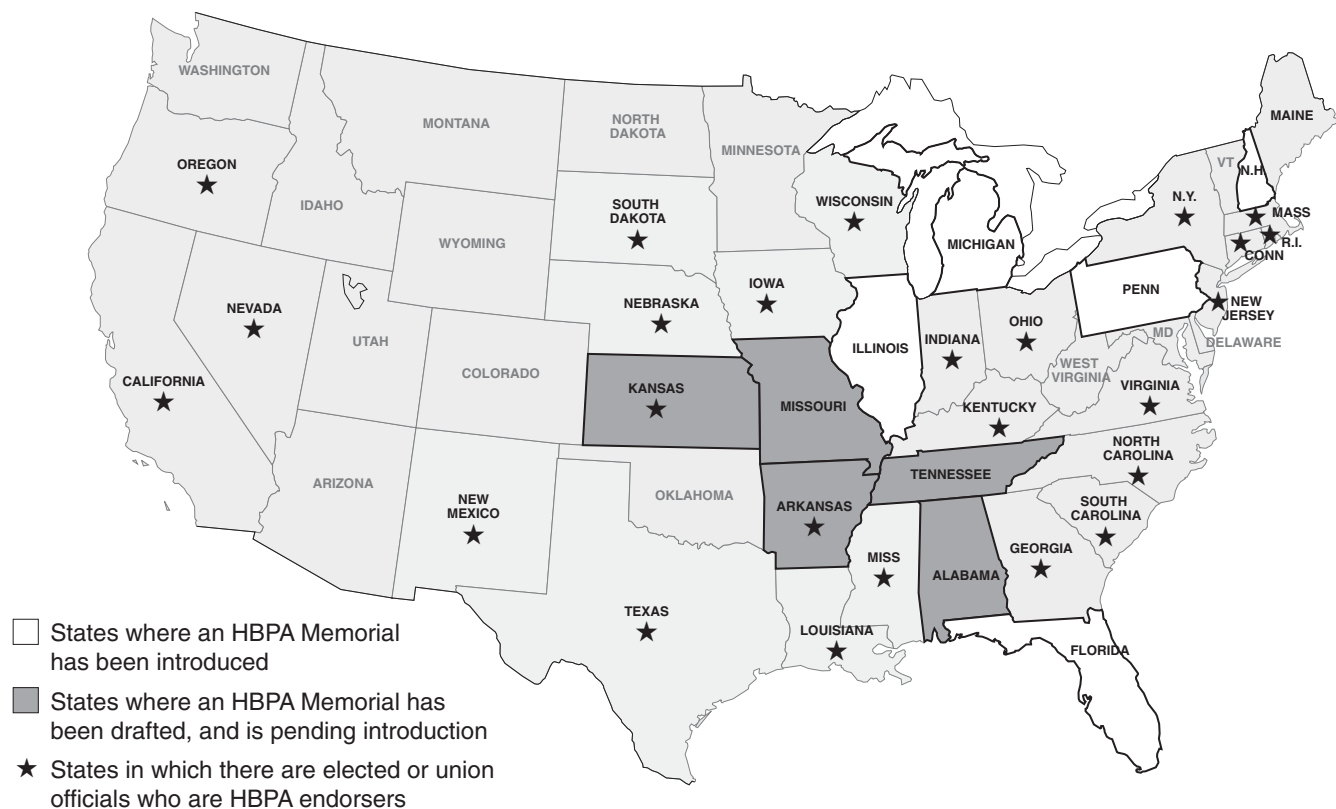 WASHINGTON
MONTANA
NORTH
DAKOTA
MINNESOTA
MAINE
VT
N.H.
OREGON
IDAHO
SOUTH
DAKOTA
WISCONSIN
N.Y.
MASS
R.I.
CONN
WYOMING
MICHIGAN
NEVADA
NEBRASKA
IOWA
PENN
NEW
JERSEY
UTAH
COLORADO
ILLINOIS
INDIANA
OHIO
MD
DELAWARE
WEST
VIRGINIA
CALIFORNIA
KANSAS
MISSOURI
KENTUCKY
VIRGINIA
ARIZONA
NEW
MEXICO
OKLAHOMA
ARKANSAS
TENNESSEE
NORTH
CAROLINA
SOUTH
CAROLINA
TEXAS
LOUISIANA
MISS
ALABAMA
GEORGIA
FLORIDA
States where an HBPA Memorial
has been introduced
States where an HBPA Memorial has
been drafted, and is pending introduction
States in which there are elected or union
officials who are HBPA endorsers